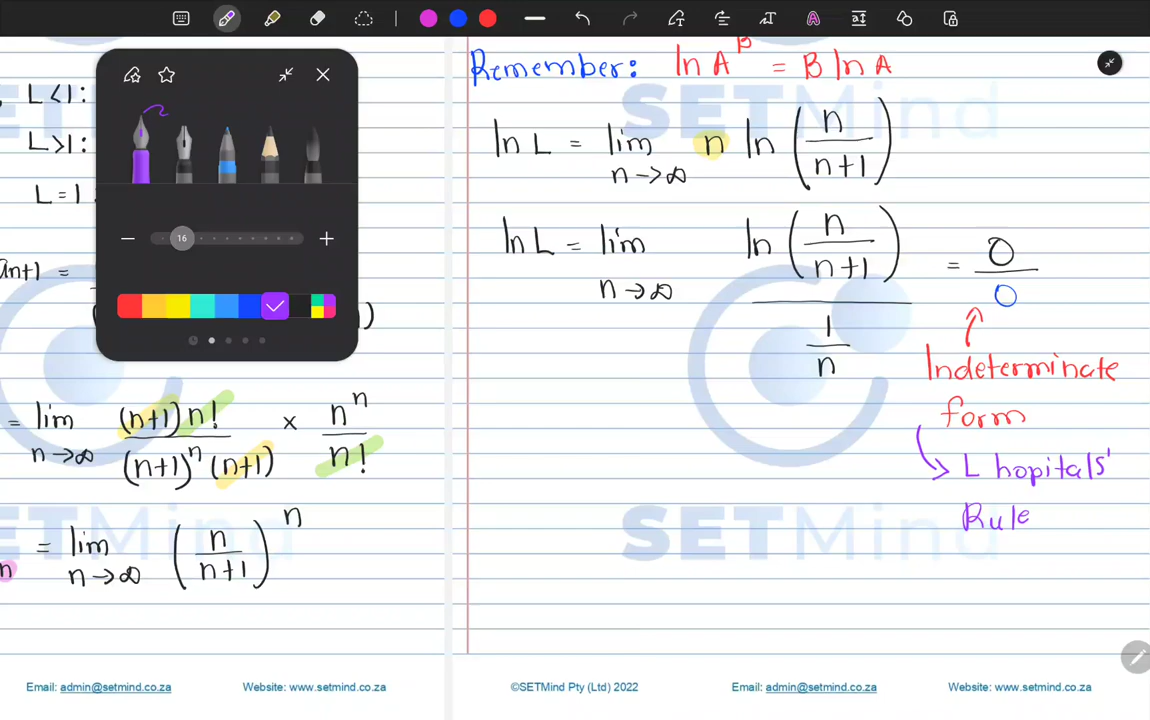 , L <1:
L >1:
L = 1
an+1 =
)
16
= lim n→∞ (n+1) n! / (n+1)^n (n+1) × n^n / n!
n = lim n→∞ (n / n+1)^n
Remember: ln A^B = B ln A
ln L = lim n→∞ n ln (n / n+1)
ln L = lim n→∞ ln (n / n+1) / (1 / n) = 0 / 0
Indeterminate
form
L hopitals'
Rule
SETMind
SETMind
SET
Email: admin@setmind.co.za Website: www.setmind.co.za
©SETMind Pty (Ltd) 2022 Email: admin@setmind.co.za Website: www.setmind.co.za